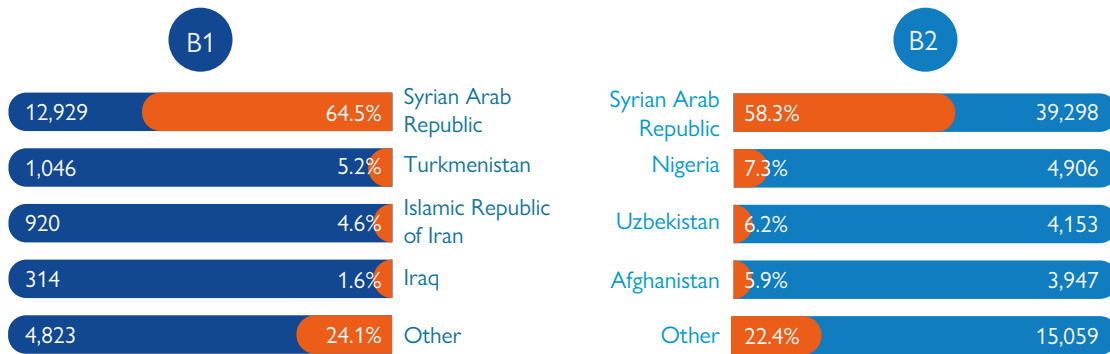 B1
12,929 64.5% Syrian Arab
Republic
1,046 5.2% Turkmenistan
920 4.6% Islamic Republic
of Iran
314 1.6% Iraq
4,823 24.1% Other
B2
Syrian Arab
Republic 58.3% 39,298
Nigeria 7.3% 4,906
Uzbekistan 6.2% 4,153
Afghanistan 5.9% 3,947
Other 22.4% 15,059